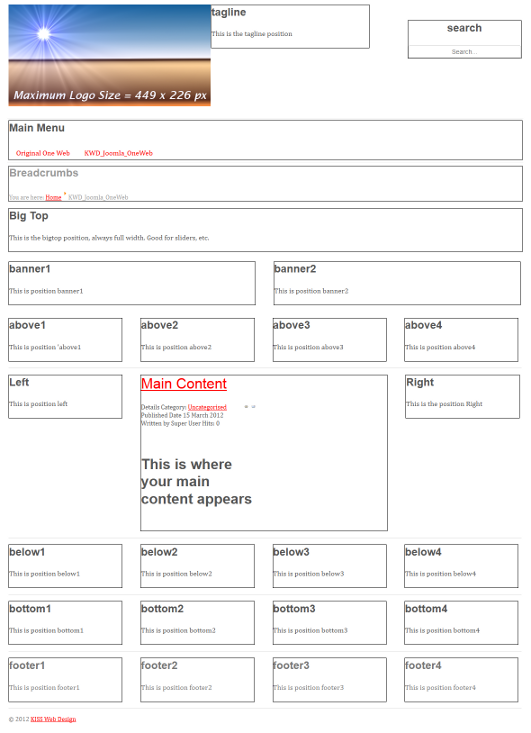 tagline
This is the tagline position
search
Search...
Maximum Logo Size = 449 x 226 px
Main Menu
Original One Web KWD_Joomla_OneWeb
Breadcrumbs
You are here: Home KWD_Joomla_OneWeb
Big Top
This is the bigtop position, always full width. Good for sliders, etc.
banner1
This is position banner1
banner2
This is position banner2
above1
This is position 'above1
above2
This is position above2
above3
This is position above3
above4
This is position above4
Left
This is position left
Main Content
Details Category: Uncategorised
Published Date 15 March 2012
Written by Super User Hits: 0
This is where
your main
content appears
Right
This is the position Right
below1
This is position below1
below2
This is position below2
below3
This is position below3
below4
This is position below4
bottom1
This is position bottom1
bottom2
This is position bottom2
bottom3
This is position bottom3
bottom4
This is position bottom4
footer1
This is position footer1
footer2
This is position footer2
footer3
This is position footer3
footer4
This is position footer4
© 2012 KISS Web Design